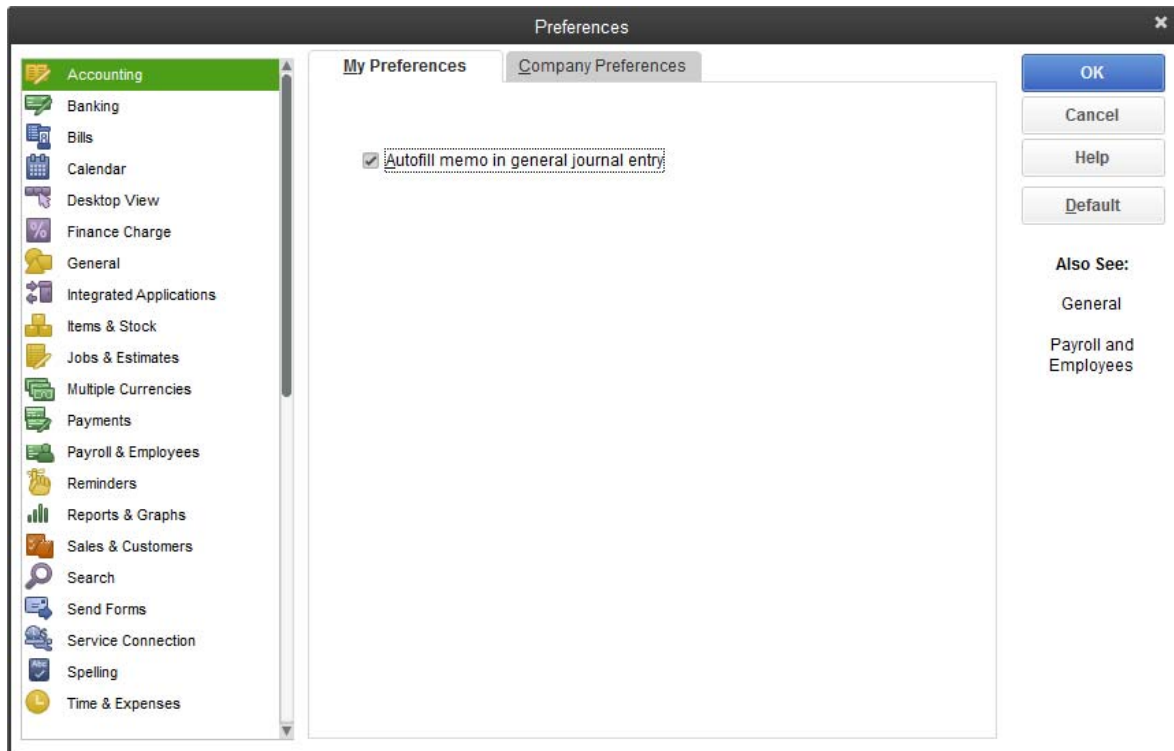 Preferences
Accounting
Banking
Bills
Calendar
Desktop View
Finance Charge
General
Integrated Applications
Items & Stock
Jobs & Estimates
Multiple Currencies
Payments
Payroll & Employees
Reminders
Reports & Graphs
Sales & Customers
Search
Send Forms
Service Connection
Spelling
Time & Expenses
My Preferences
Company Preferences
Autofill memo in general journal entry
OK
Cancel
Help
Default
Also See:
General
Payroll and
Employees